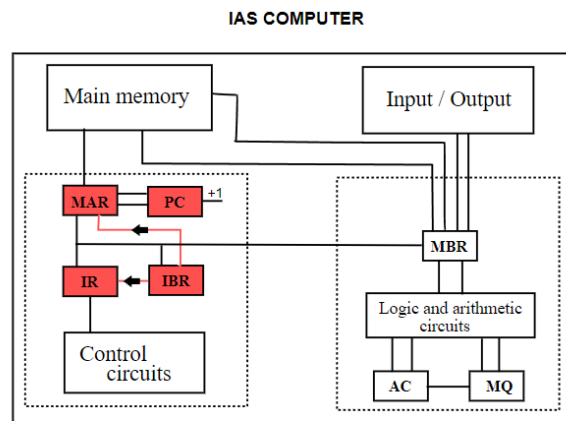 IAS COMPUTER
Main memory
Input / Output
MAR
PC
+1
MBR
IR
IBR
Logic and arithmetic
circuits
Control
circuits
AC
MQ